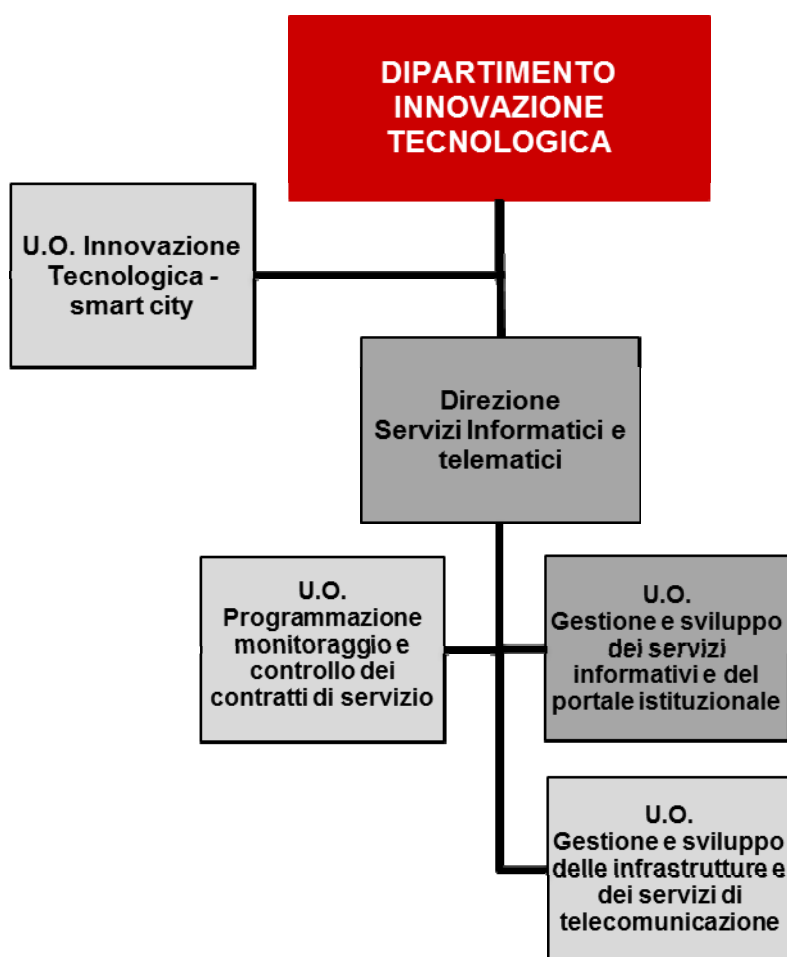 DIPARTIMENTO
INNOVAZIONE
TECNOLOGICA
U.O. Innovazione
Tecnologica -
smart city
Direzione
Servizi Informatici e
telematici
U.O.
Programmazione
monitoraggio e
controllo dei
contratti di servizio
U.O.
Gestione e sviluppo
dei servizi
informativi e del
portale istituzionale
U.O.
Gestione e sviluppo
delle infrastrutture e
dei servizi di
telecomunicazione